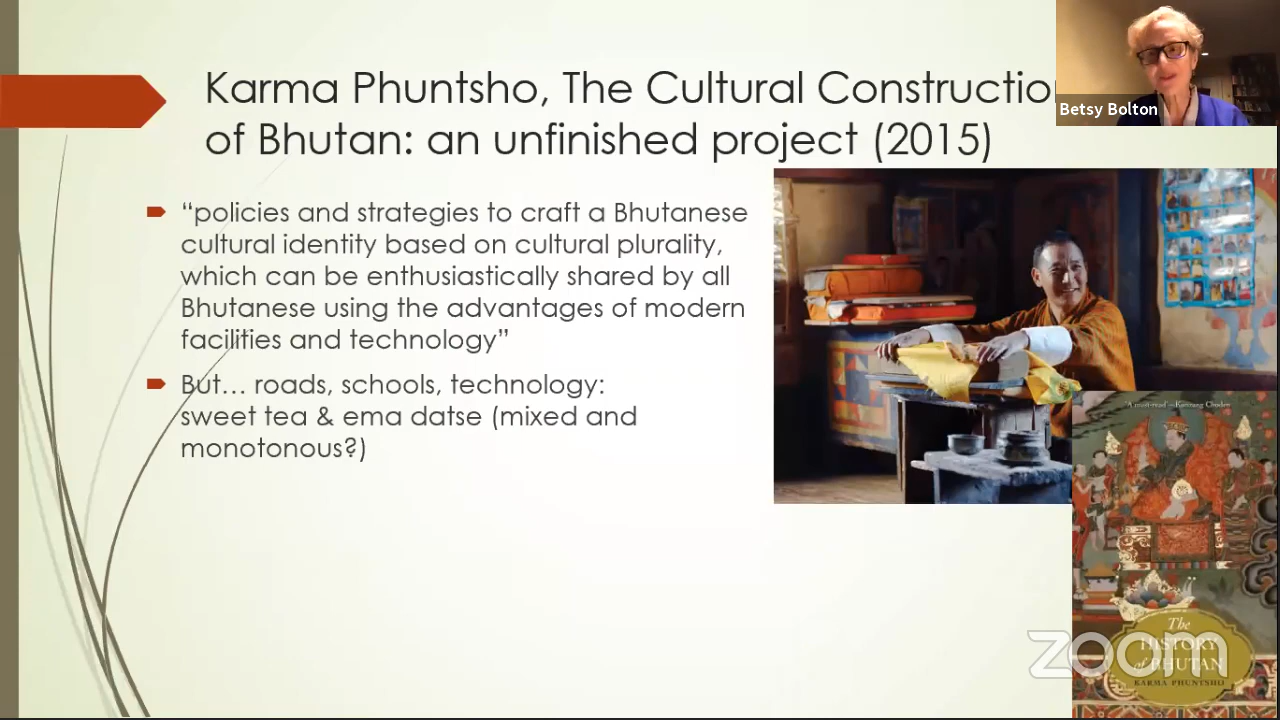 Karma Phuntsho, The Cultural Constructio
of Bhutan: an unfinished project (2015)
Betsy Bolton
“policies and strategies to craft a Bhutanese
cultural identity based on cultural plurality,
which can be enthusiastically shared by all
Bhutanese using the advantages of modern
facilities and technology”
But… roads, schools, technology:
sweet tea & ema datse (mixed and
monotonous?)
'A must-read'—Kunzang Choden
The
HISTORY
of BHUTAN
KARMA PHUNTSHO
zoom